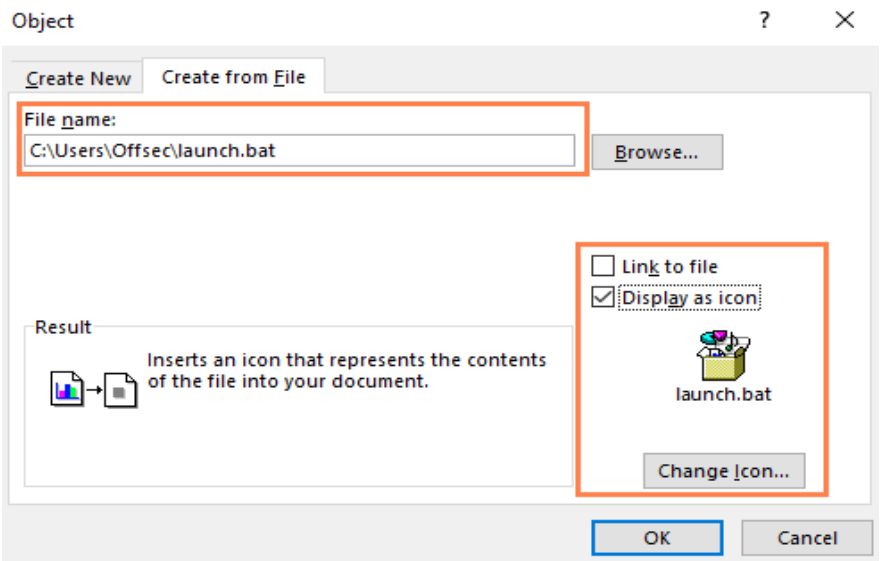 Object
Create New
Create from File
File name:
C:\Users\Offsec\launch.bat
Browse...
Link to file
Display as icon
Result
Inserts an icon that represents the contents
of the file into your document.
launch.bat
Change Icon...
OK
Cancel